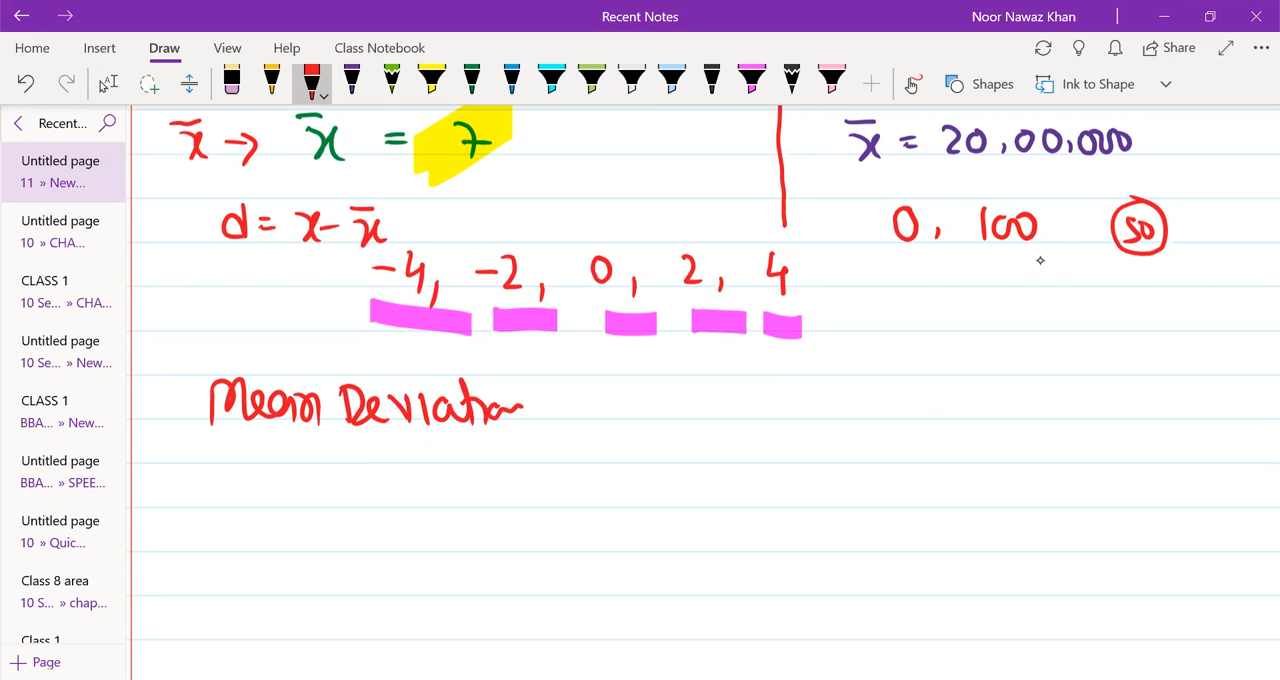 Recent Notes
Noor Nawaz Khan
Home Insert Draw View Help Class Notebook Share
Shapes Ink to Shape
Recent...
Untitled page
11 » New...
Untitled page
10 » CHA...
CLASS 1
10 Se... » CHA...
Untitled page
10 Se... » New...
CLASS 1
BBA... » New...
Untitled page
BBA... » SPEE...
Untitled page
10 » Quic...
Class 8 area
10 S... » chap...
Class 1
Page
x̄ → x̄ = 7
d = x - x̄
-4, -2, 0, 2, 4
Mean Deviation
x̄ = 20,00,000
0, 100 50